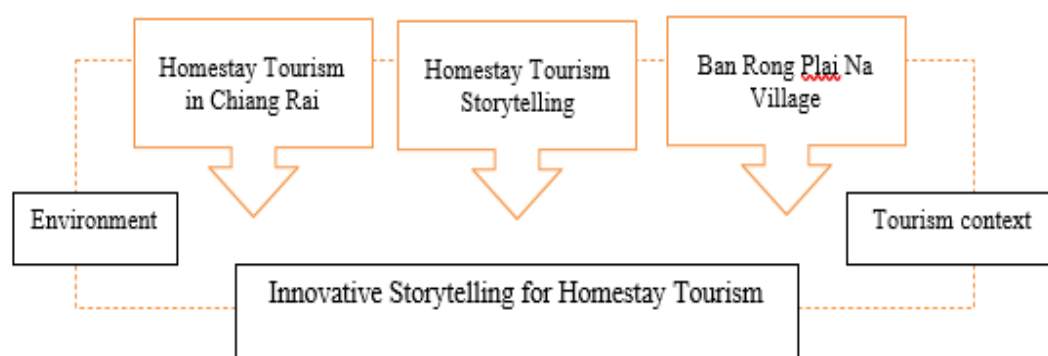 Homestay Tourism
in Chiang Rai
Homestay Tourism
Storytelling
Ban Rong Plai Na
Village
Environment
Tourism context
Innovative Storytelling for Homestay Tourism